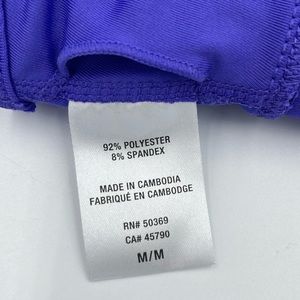 92% POLYESTER
8% SPANDEX
MADE IN CAMBODIA
FABRIQUÉ EN CAMBODGE
RN# 50369
CA# 45790
M/M